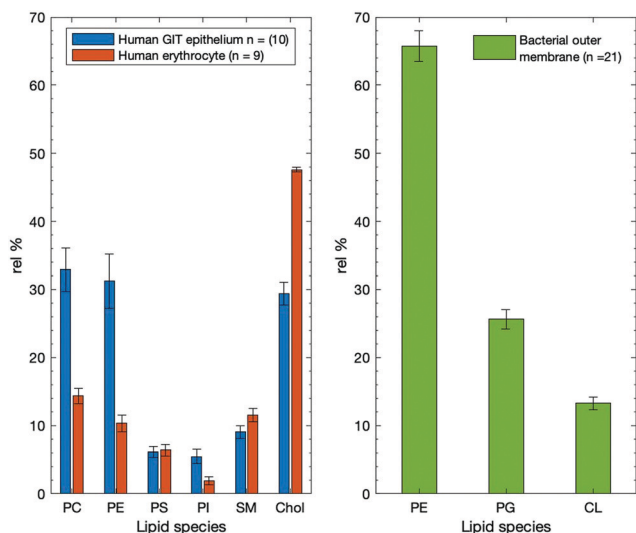 70
60
50
40
30
20
10
0
rel %
Human GIT epithelium n = (10)
Human erythrocyte (n = 9)
PC PE PS PI SM Chol
Lipid species
70
60
50
40
30
20
10
0
rel %
Bacterial outer
membrane (n =21)
PE PG CL
Lipid species